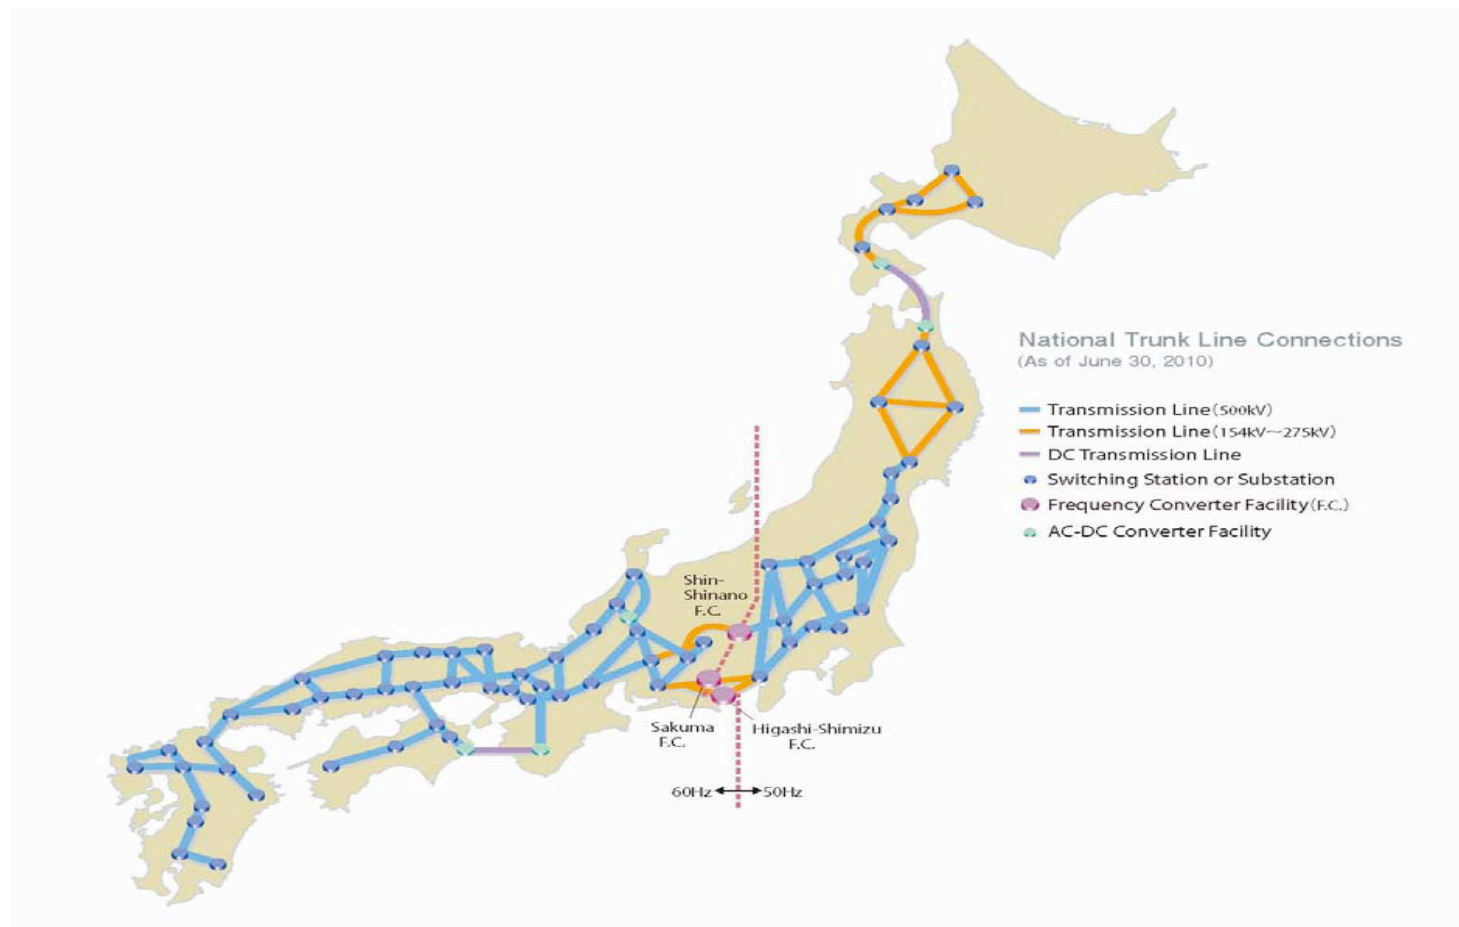 National Trunk Line Connections
(As of June 30, 2010)
Transmission Line(500kV)
Transmission Line(154kV～275kV)
DC Transmission Line
Switching Station or Substation
Frequency Converter Facility(F.C.)
AC-DC Converter Facility
Shin-
Shinano
F.C.
Sakuma
F.C.
Higashi-Shimizu
F.C.
60Hz
50Hz